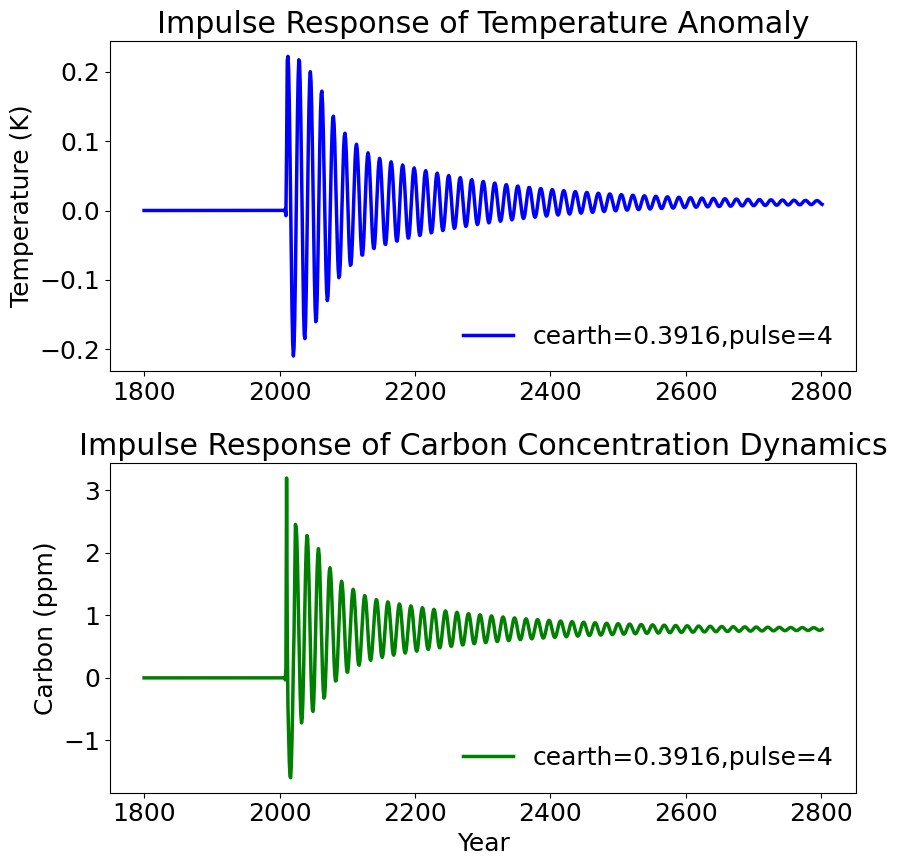 Impulse Response of Temperature Anomaly
Temperature (K)
0.2
0.1
0.0
−0.1
−0.2
cearth=0.3916,pulse=4
1800 2000 2200 2400 2600 2800
Impulse Response of Carbon Concentration Dynamics
Carbon (ppm)
3
2
1
0
−1
cearth=0.3916,pulse=4
1800 2000 2200 2400 2600 2800
Year